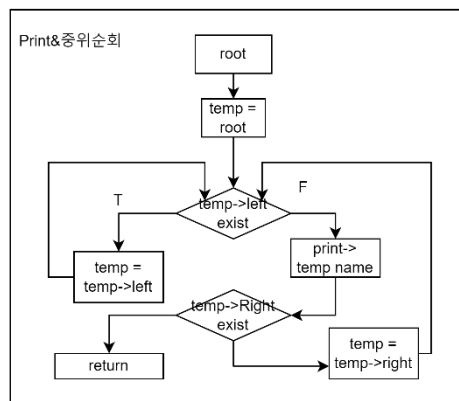 Print&중위순회
root
temp =
root
temp->left
exist
T
F
temp =
temp->left
print->
temp name
temp->Right
exist
return
temp =
temp->right